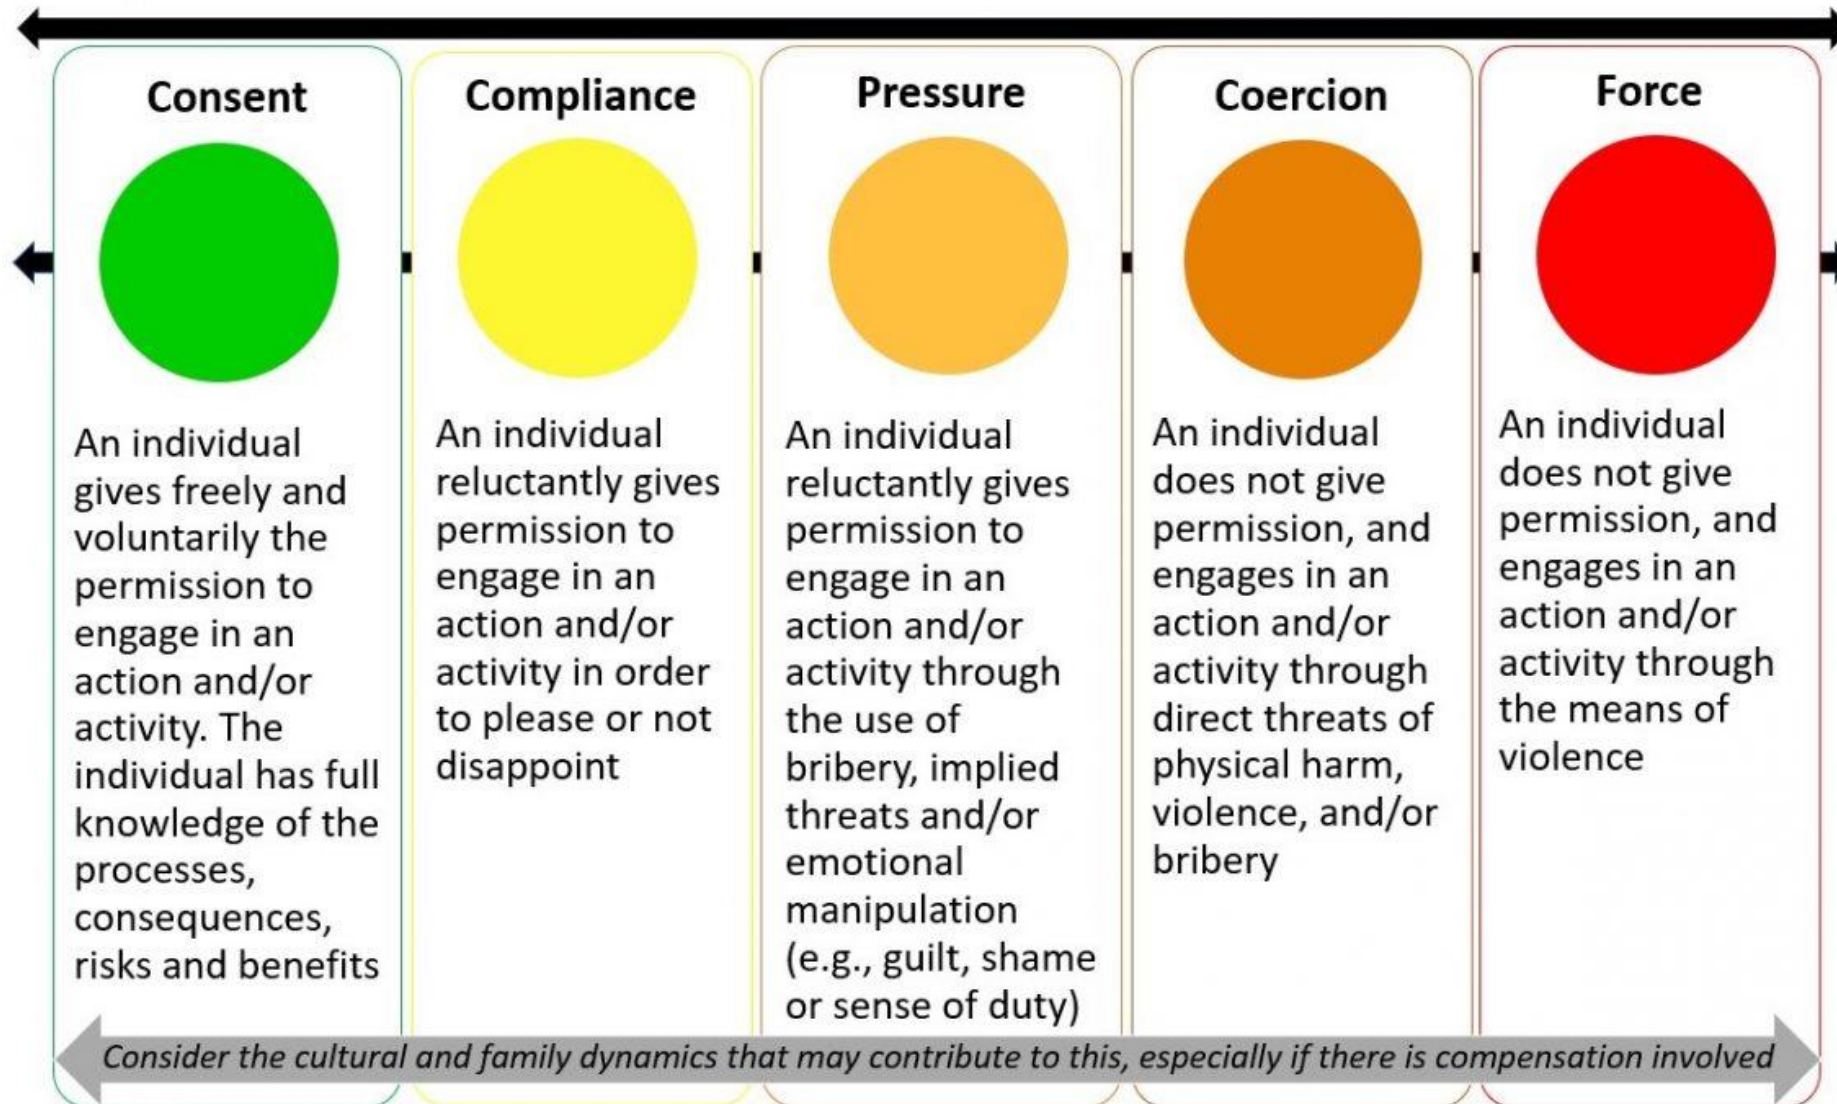 Consent
An individual
gives freely and
voluntarily the
permission to
engage in an
action and/or
activity. The
individual has full
knowledge of the
processes,
consequences,
risks and benefits
Compliance
An individual
reluctantly gives
permission to
engage in an
action and/or
activity in order
to please or not
disappoint
Pressure
An individual
reluctantly gives
permission to
engage in an
action and/or
activity through
the use of
bribery, implied
threats and/or
emotional
manipulation
(e.g., guilt, shame
or sense of duty)
Coercion
An individual
does not give
permission, and
engages in an
action and/or
activity through
direct threats of
physical harm,
violence, and/or
bribery
Force
An individual
does not give
permission, and
engages in an
action and/or
activity through
the means of
violence
Consider the cultural and family dynamics that may contribute to this, especially if there is compensation involved